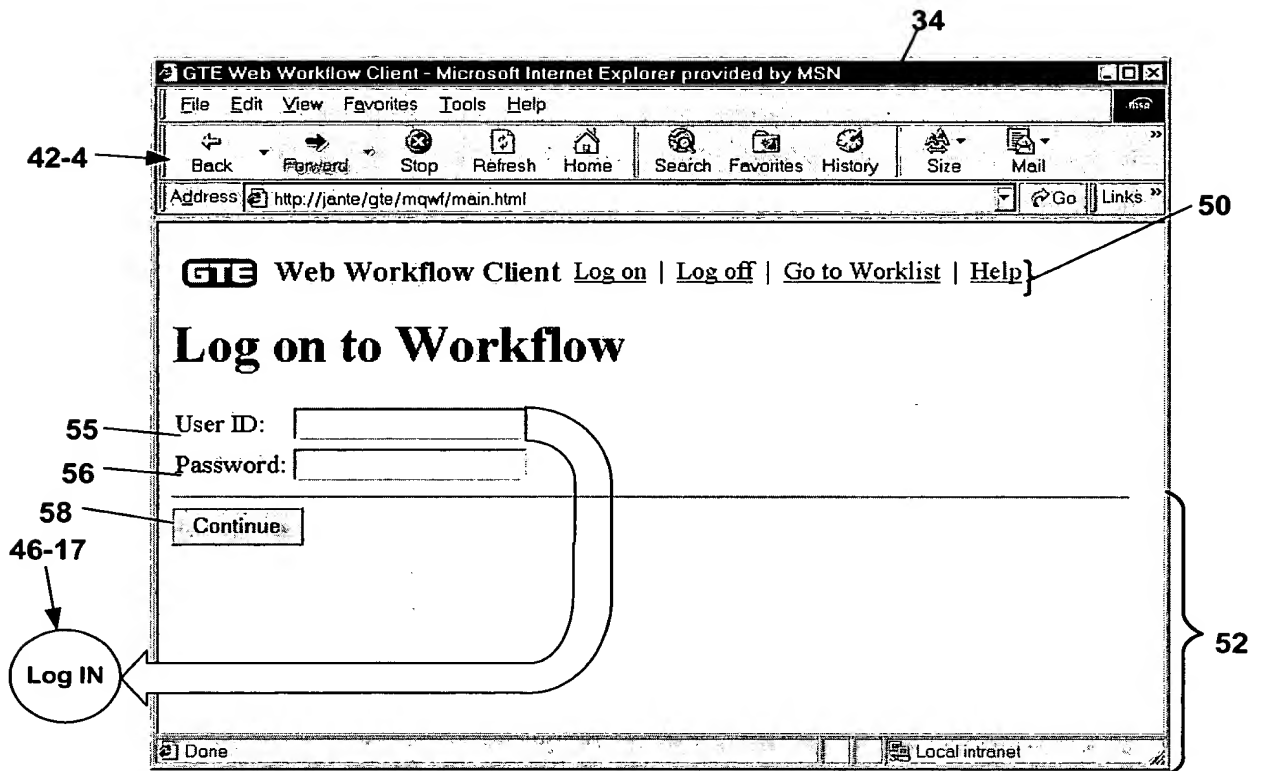 34
GTE Web Workflow Client - Microsoft Internet Explorer provided by MSN
File Edit View Favorites Tools Help
msn
42-4
Back Forward Stop Refresh Home Search Favorites History Size Mail »
Address http://jante/gte/mqwf/main.html Go Links »
50
GTE Web Workflow Client Log on | Log off | Go to Worklist | Help
Log on to Workflow
55 User ID:
56 Password:
58 Continue
46-17
Log IN
52
Done Local intranet